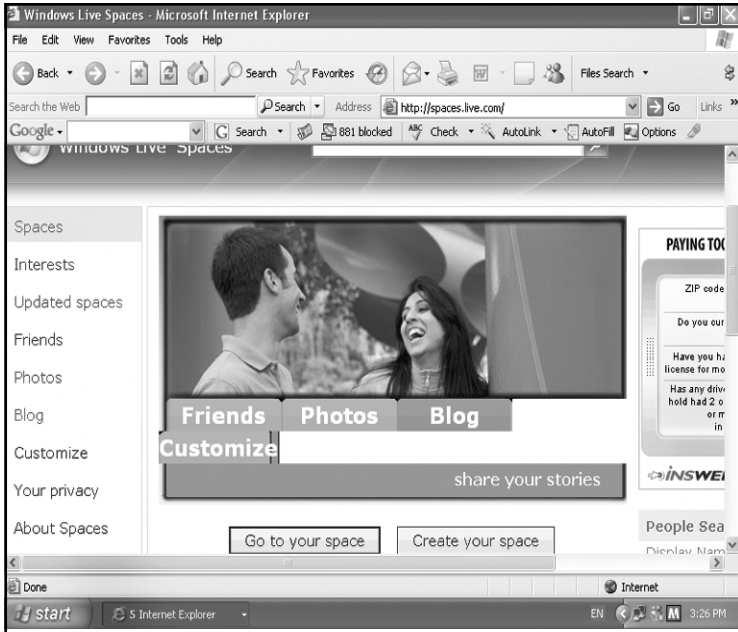 Windows Live Spaces - Microsoft Internet Explorer
File Edit View Favorites Tools Help
Back Search Favorites Files Search
Search the Web Search Address http://spaces.live.com/ Go Links »
Google Search 881 blocked Check AutoLink AutoFill Options
Windows Live Spaces
Spaces
Interests
Updated spaces
Friends
Photos
Blog
Customize
Your privacy
About Spaces
Friends Photos Blog
Customize
share your stories
Go to your space Create your space
PAYING TOO
ZIP code
Do you cur
Have you ha
license for mo
Has any driv
hold had 2 o
or m
in
INSWE
People Sea
Display Nam
Done Internet
start 5 Internet Explorer EN 3:26 PM